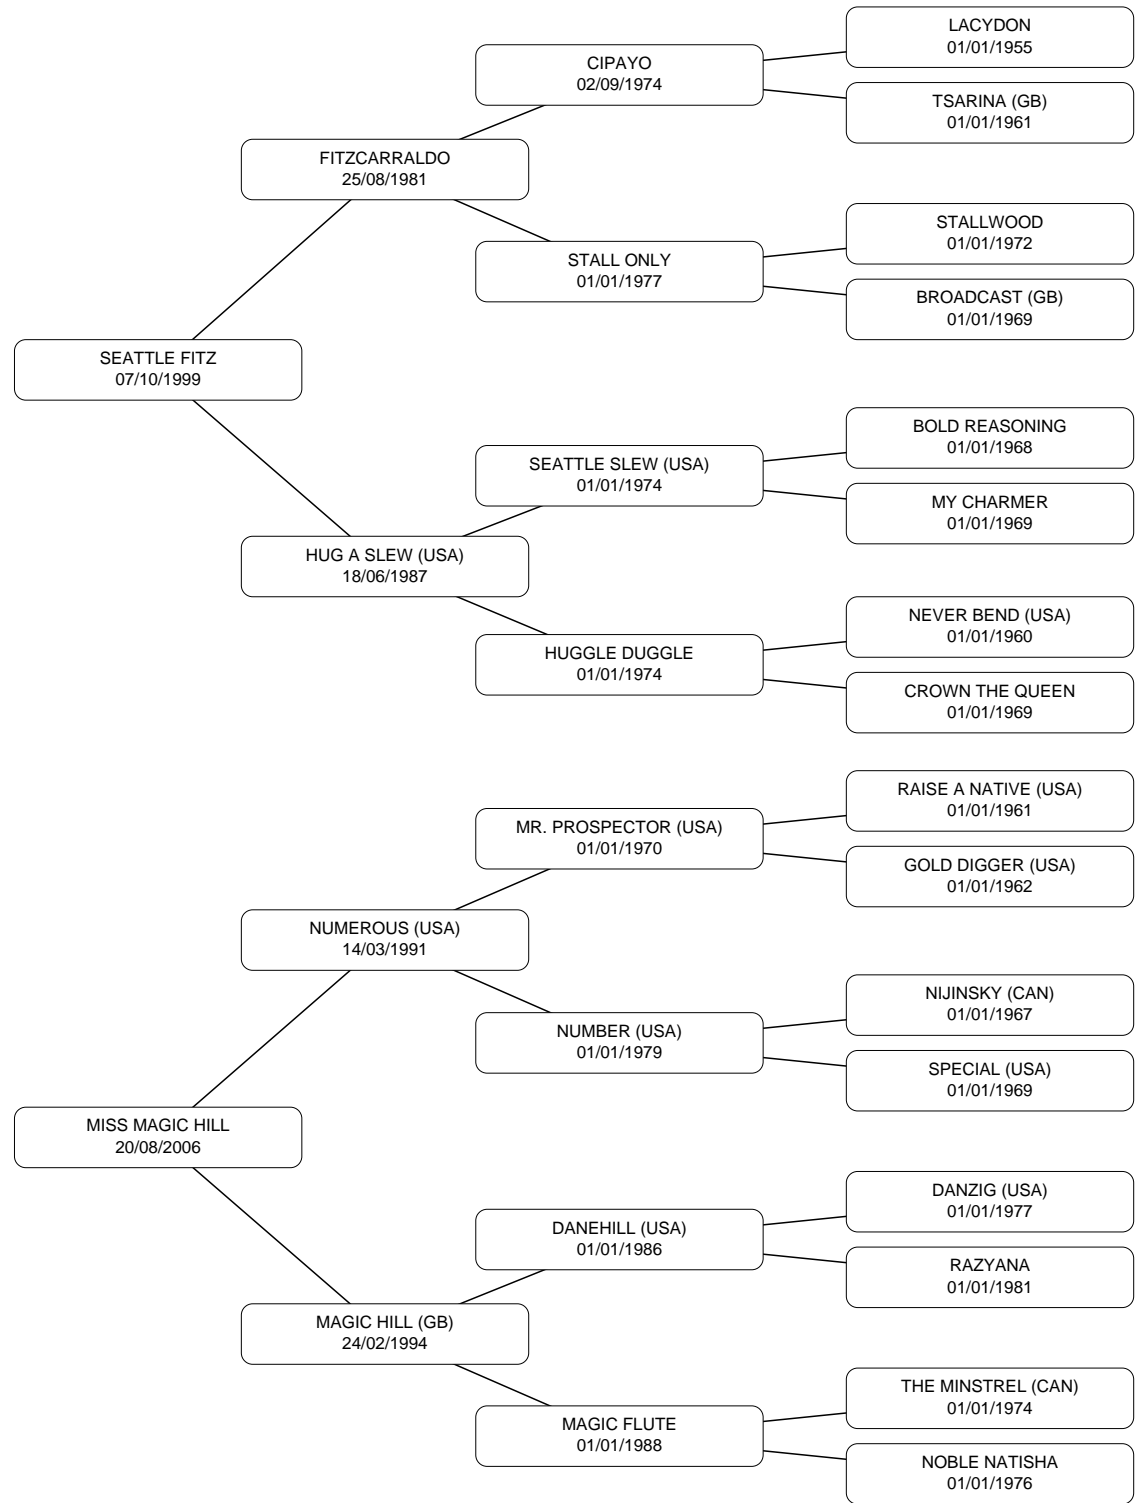 LACYDON
01/01/1955
CIPAYO
02/09/1974
TSARINA (GB)
01/01/1961
FITZCARRALDO
25/08/1981
STALLWOOD
01/01/1972
STALL ONLY
01/01/1977
BROADCAST (GB)
01/01/1969
SEATTLE FITZ
07/10/1999
BOLD REASONING
01/01/1968
SEATTLE SLEW (USA)
01/01/1974
MY CHARMER
01/01/1969
HUG A SLEW (USA)
18/06/1987
NEVER BEND (USA)
01/01/1960
HUGGLE DUGGLE
01/01/1974
CROWN THE QUEEN
01/01/1969
RAISE A NATIVE (USA)
01/01/1961
MR. PROSPECTOR (USA)
01/01/1970
GOLD DIGGER (USA)
01/01/1962
NUMEROUS (USA)
14/03/1991
NIJINSKY (CAN)
01/01/1967
NUMBER (USA)
01/01/1979
SPECIAL (USA)
01/01/1969
MISS MAGIC HILL
20/08/2006
DANZIG (USA)
01/01/1977
DANEHILL (USA)
01/01/1986
RAZYANA
01/01/1981
MAGIC HILL (GB)
24/02/1994
THE MINSTREL (CAN)
01/01/1974
MAGIC FLUTE
01/01/1988
NOBLE NATISHA
01/01/1976